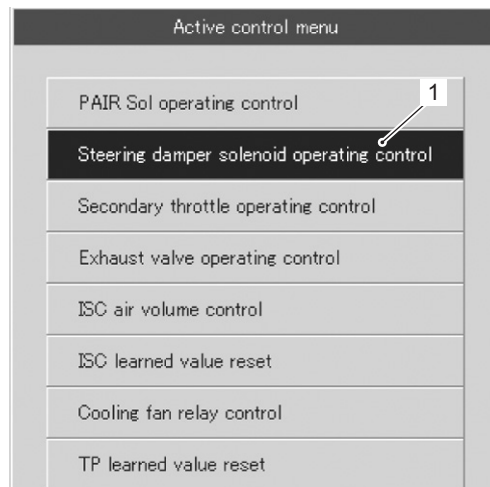 Active control menu
PAIR Sol operating control
1
Steering damper solenoid operating control
Secondary throttle operating control
Exhaust valve operating control
ISC air volume control
ISC learned value reset
Cooling fan relay control
TP learned value reset